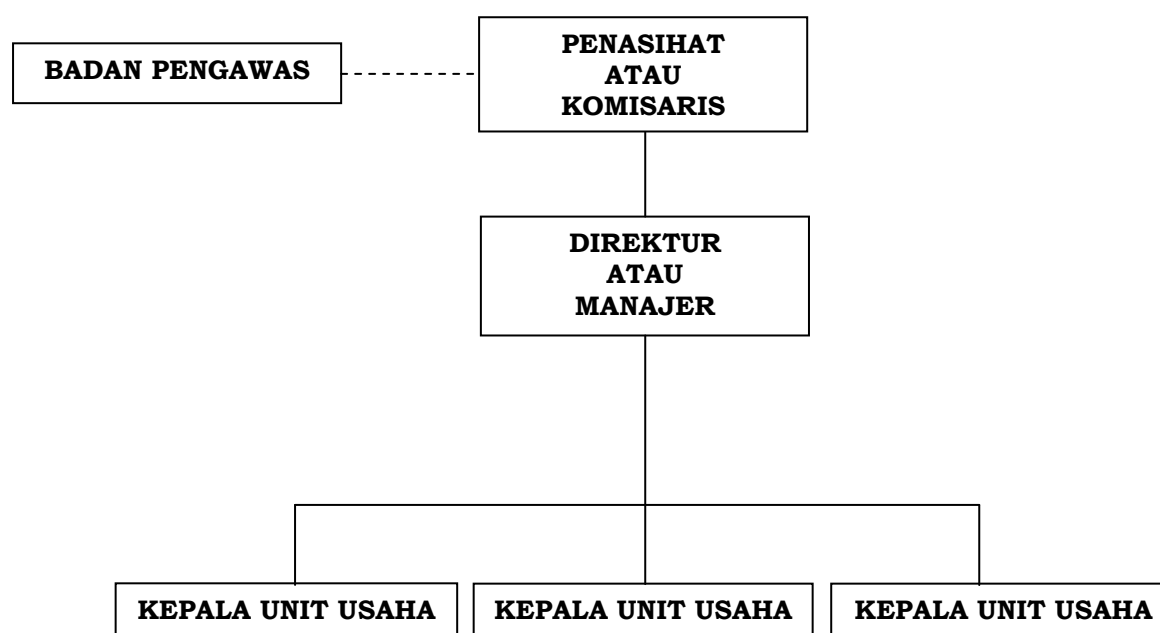 BADAN PENGAWAS
PENASIHAT
ATAU
KOMISARIS
DIREKTUR
ATAU
MANAJER
KEPALA UNIT USAHA
KEPALA UNIT USAHA
KEPALA UNIT USAHA